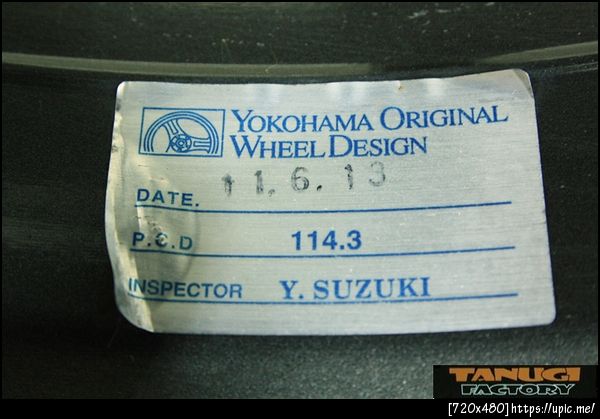 YOKOHAMA ORIGINAL
WHEEL DESIGN
DATE. 11.6.13
P.C.D 114.3
INSPECTOR Y. SUZUKI
TANUGI
FACTORY
[720x480]https://upic.me/